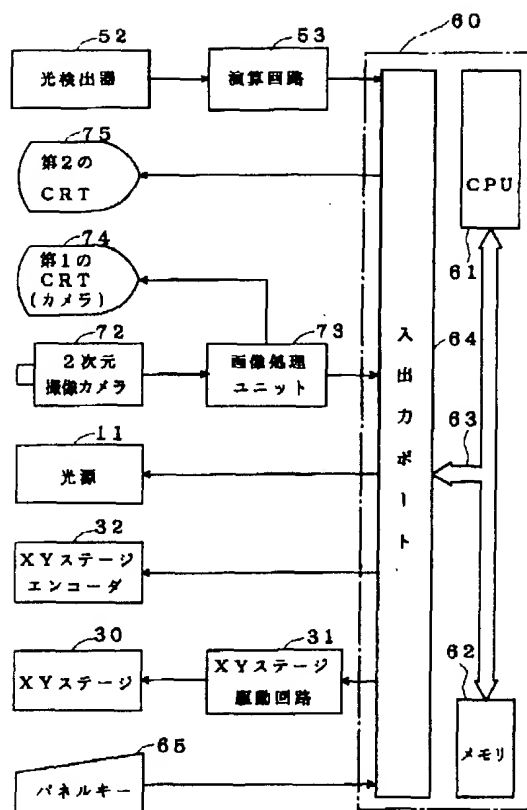 52
光検出器
53
演算回路
60
75
第2の
CRT
CPU
61
74
第1の
CRT
(カメラ)
72
2次元
撮像カメラ
73
画像処理
ユニット
入出力ポート
64
63
11
光源
32
XYステージ
エンコーダ
30
XYステージ
31
XYステージ
駆動回路
62
メモリ
65
パネルキー